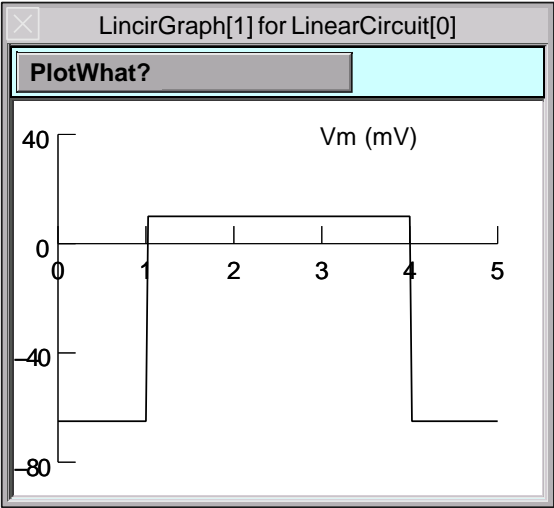 LincirGraph[1] for LinearCircuit[0]
PlotWhat?
40
Vm (mV)
0
0 1 2 3 4 5
−40
−80